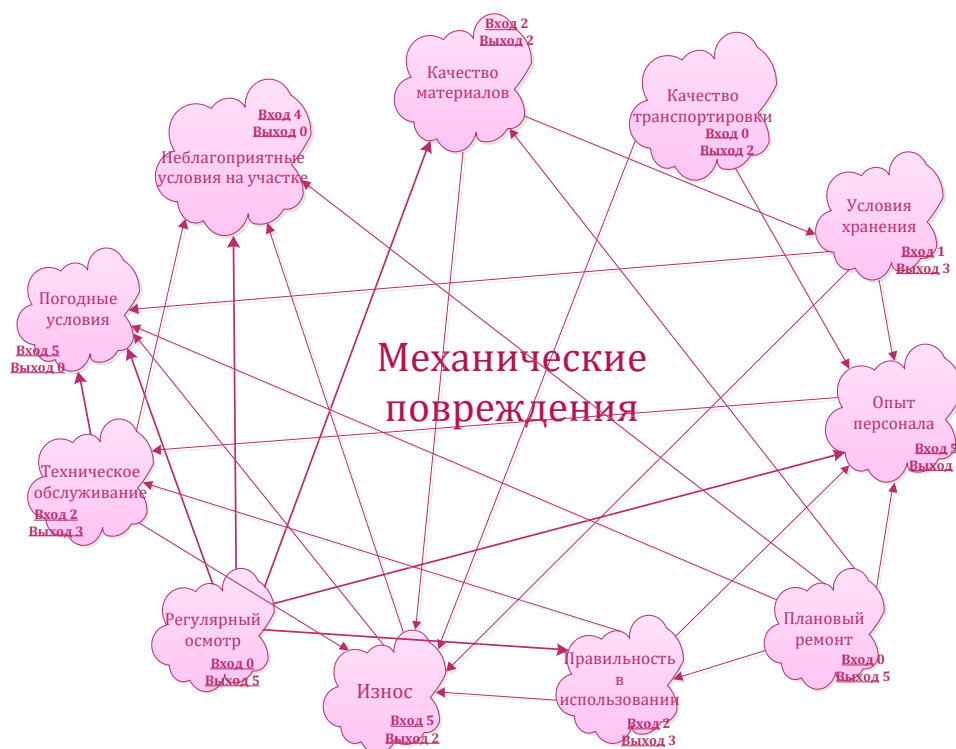 Вход 2
Выход 2
Качество
материалов
Качество
транспортировки
Вход 0
Выход 2
Вход 4
Выход 0
Неблагоприятные
условия на участке
Условия
хранения
Вход 1
Выход 3
Погодные
условия
Вход 5
Выход 0
Механические
повреждения
Опыт
персонала
Вход 5
Выход
Техническое
обслуживание
Вход 2
Выход 3
Регулярный
осмотр
Вход 0
Выход 5
Износ
Вход 5
Выход 2
Правильность
в
использовании
Вход 2
Выход 3
Плановый
ремонт
Вход 0
Выход 5